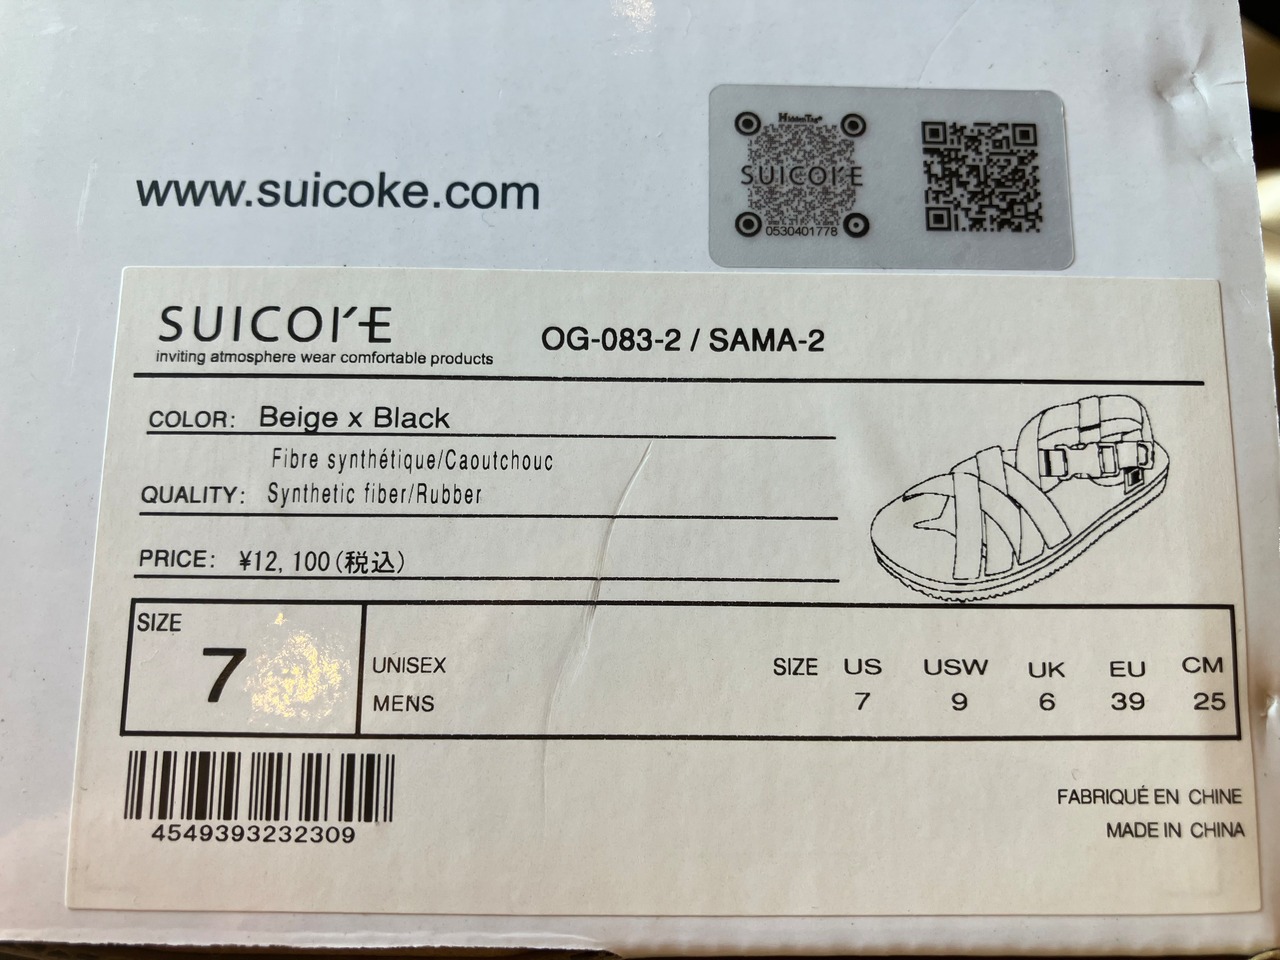 www.suicoke.com
HiddenTag®
SUICOKE
0530401778
SUICOKE
inviting atmosphere wear comfortable products
OG-083-2 / SAMA-2
COLOR: Beige x Black
Fibre synthétique/Caoutchouc
QUALITY: Synthetic fiber/Rubber
PRICE: ¥12,100(税込)
SIZE
7
UNISEX
MENS
SIZE US USW UK EU CM
7 9 6 39 25
4549393232309
FABRIQUÉ EN CHINE
MADE IN CHINA